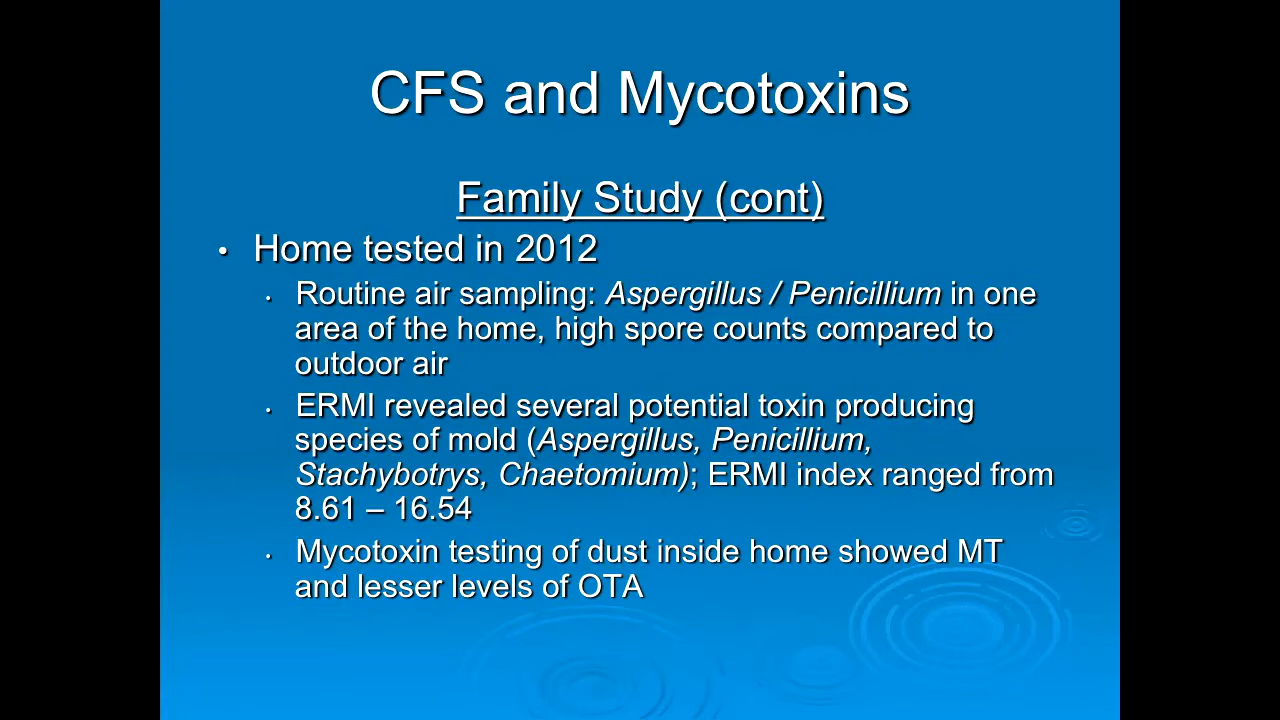 CFS and Mycotoxins
Family Study (cont)
• Home tested in 2012
• Routine air sampling: Aspergillus / Penicillium in one
area of the home, high spore counts compared to
outdoor air
• ERMI revealed several potential toxin producing
species of mold (Aspergillus, Penicillium,
Stachybotrys, Chaetomium); ERMI index ranged from
8.61 – 16.54
• Mycotoxin testing of dust inside home showed MT
and lesser levels of OTA